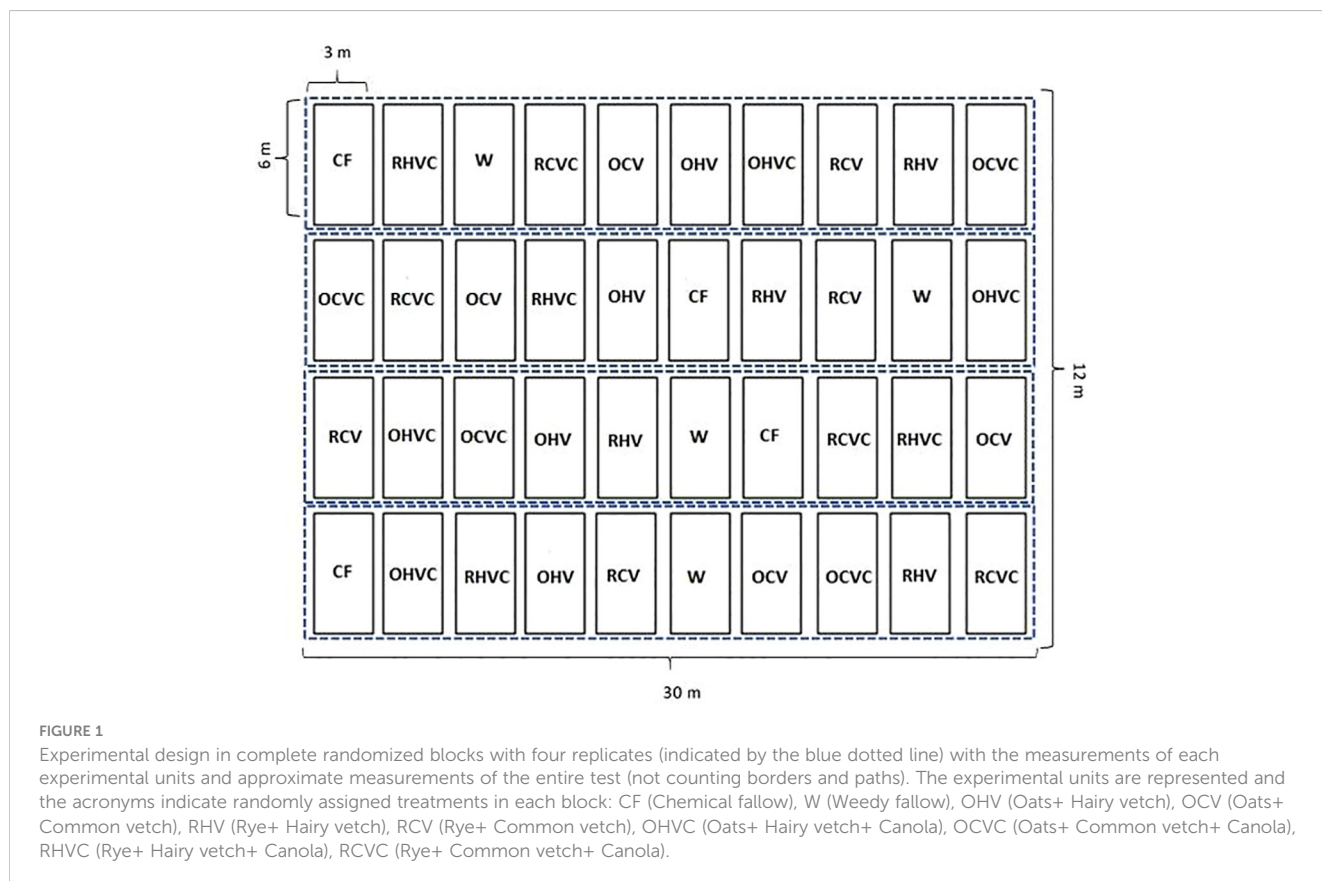 3 m
6 m
CF RHVC W RCVC OCV OHV OHVC RCV RHV OCVC
OCVC RCVC OCV RHVC OHV CF RHV RCV W OHVC
12 m
RCV OHVC OCVC OHV RHV W CF RCVC RHVC OCV
CF OHVC RHVC OHV RCV W OCV OCVC RHV RCVC
30 m
FIGURE 1
Experimental design in complete randomized blocks with four replicates (indicated by the blue dotted line) with the measurements of each
experimental units and approximate measurements of the entire test (not counting borders and paths). The experimental units are represented and
the acronyms indicate randomly assigned treatments in each block: CF (Chemical fallow), W (Weedy fallow), OHV (Oats+ Hairy vetch), OCV (Oats+
Common vetch), RHV (Rye+ Hairy vetch), RCV (Rye+ Common vetch), OHVC (Oats+ Hairy vetch+ Canola), OCVC (Oats+ Common vetch+ Canola),
RHVC (Rye+ Hairy vetch+ Canola), RCVC (Rye+ Common vetch+ Canola).